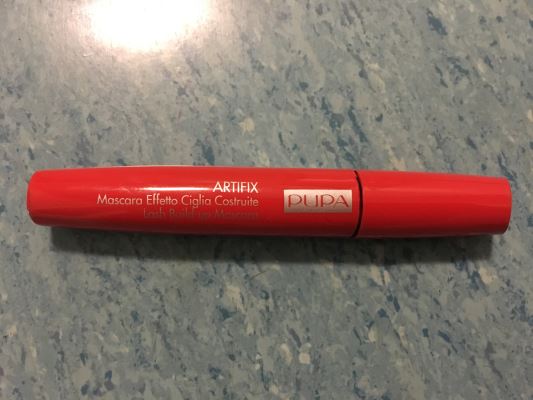 ARTIFIX
Mascara Effetto Ciglia Costruite
Lash Build up Mascara
PUPA